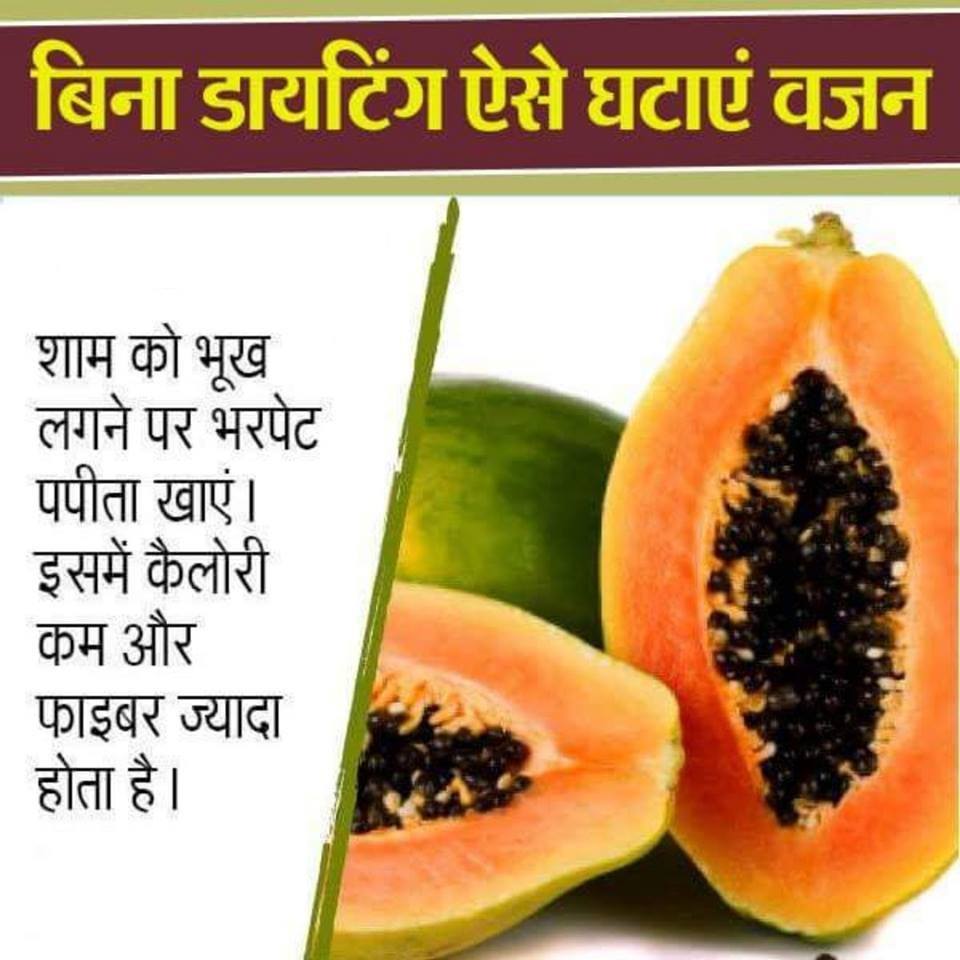 बिना डायटिंग ऐसे घटाएं वजन
शाम को भूख
लगने पर भरपेट
पपीता खाएं।
इसमें कैलोरी
कम और
फाइबर ज्यादा
होता है।